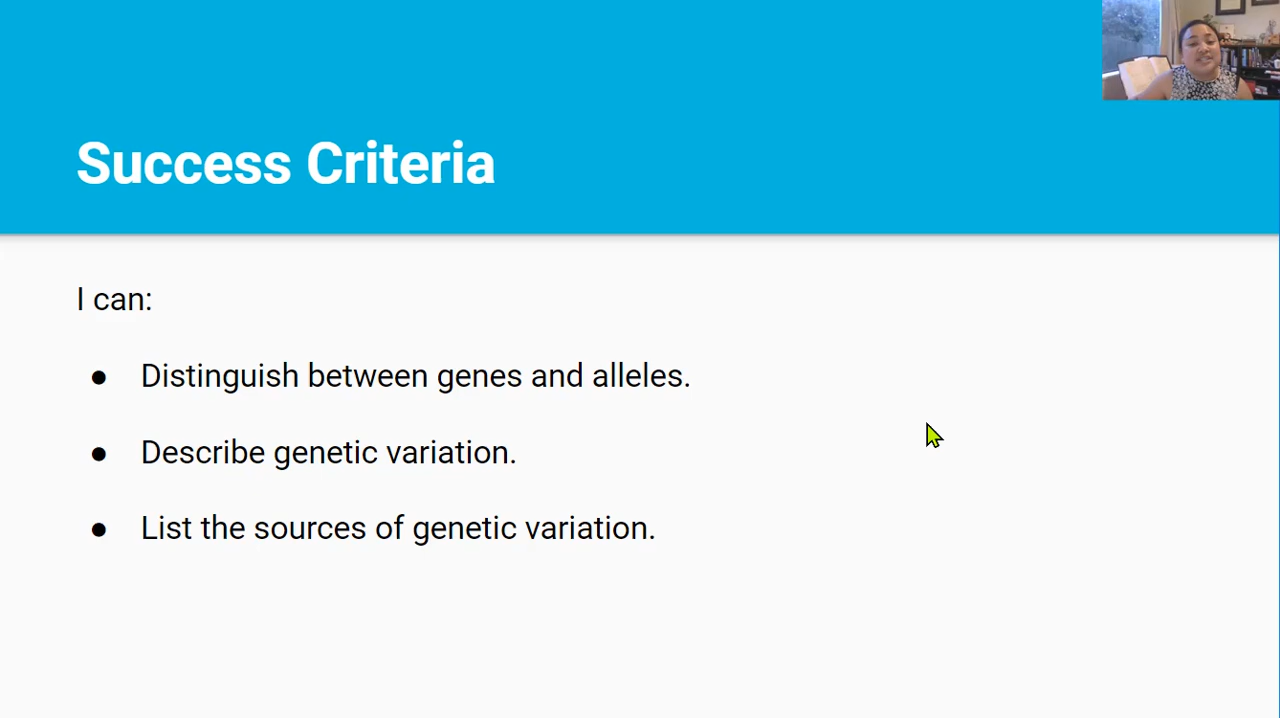 Success Criteria
I can:
● Distinguish between genes and alleles.
● Describe genetic variation.
● List the sources of genetic variation.